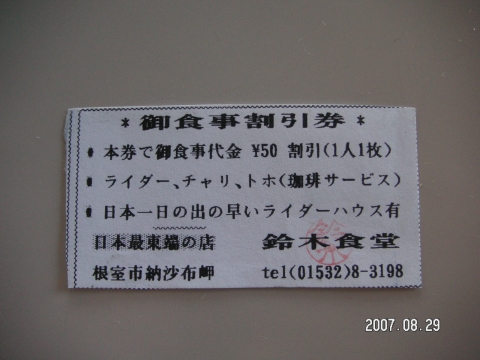 * 御食事割引券 *
• 本券で御食事代金 ¥50 割引(1人1枚)
• ライダー、チャリ、トホ(珈琲サービス)
• 日本一日の出の早いライダーハウス有
日本最東端の店 鈴木食堂
根室市納沙布岬 tel(01532)8-3198
2007.08.29